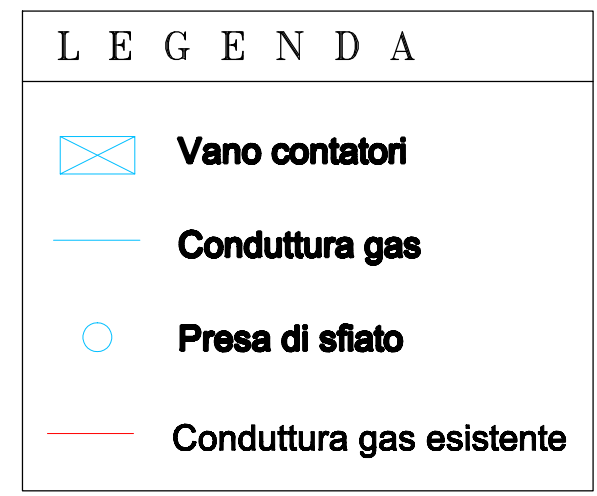 L E G E N D A
Vano contatori
Conduttura gas
Presa di sfiato
Conduttura gas esistente